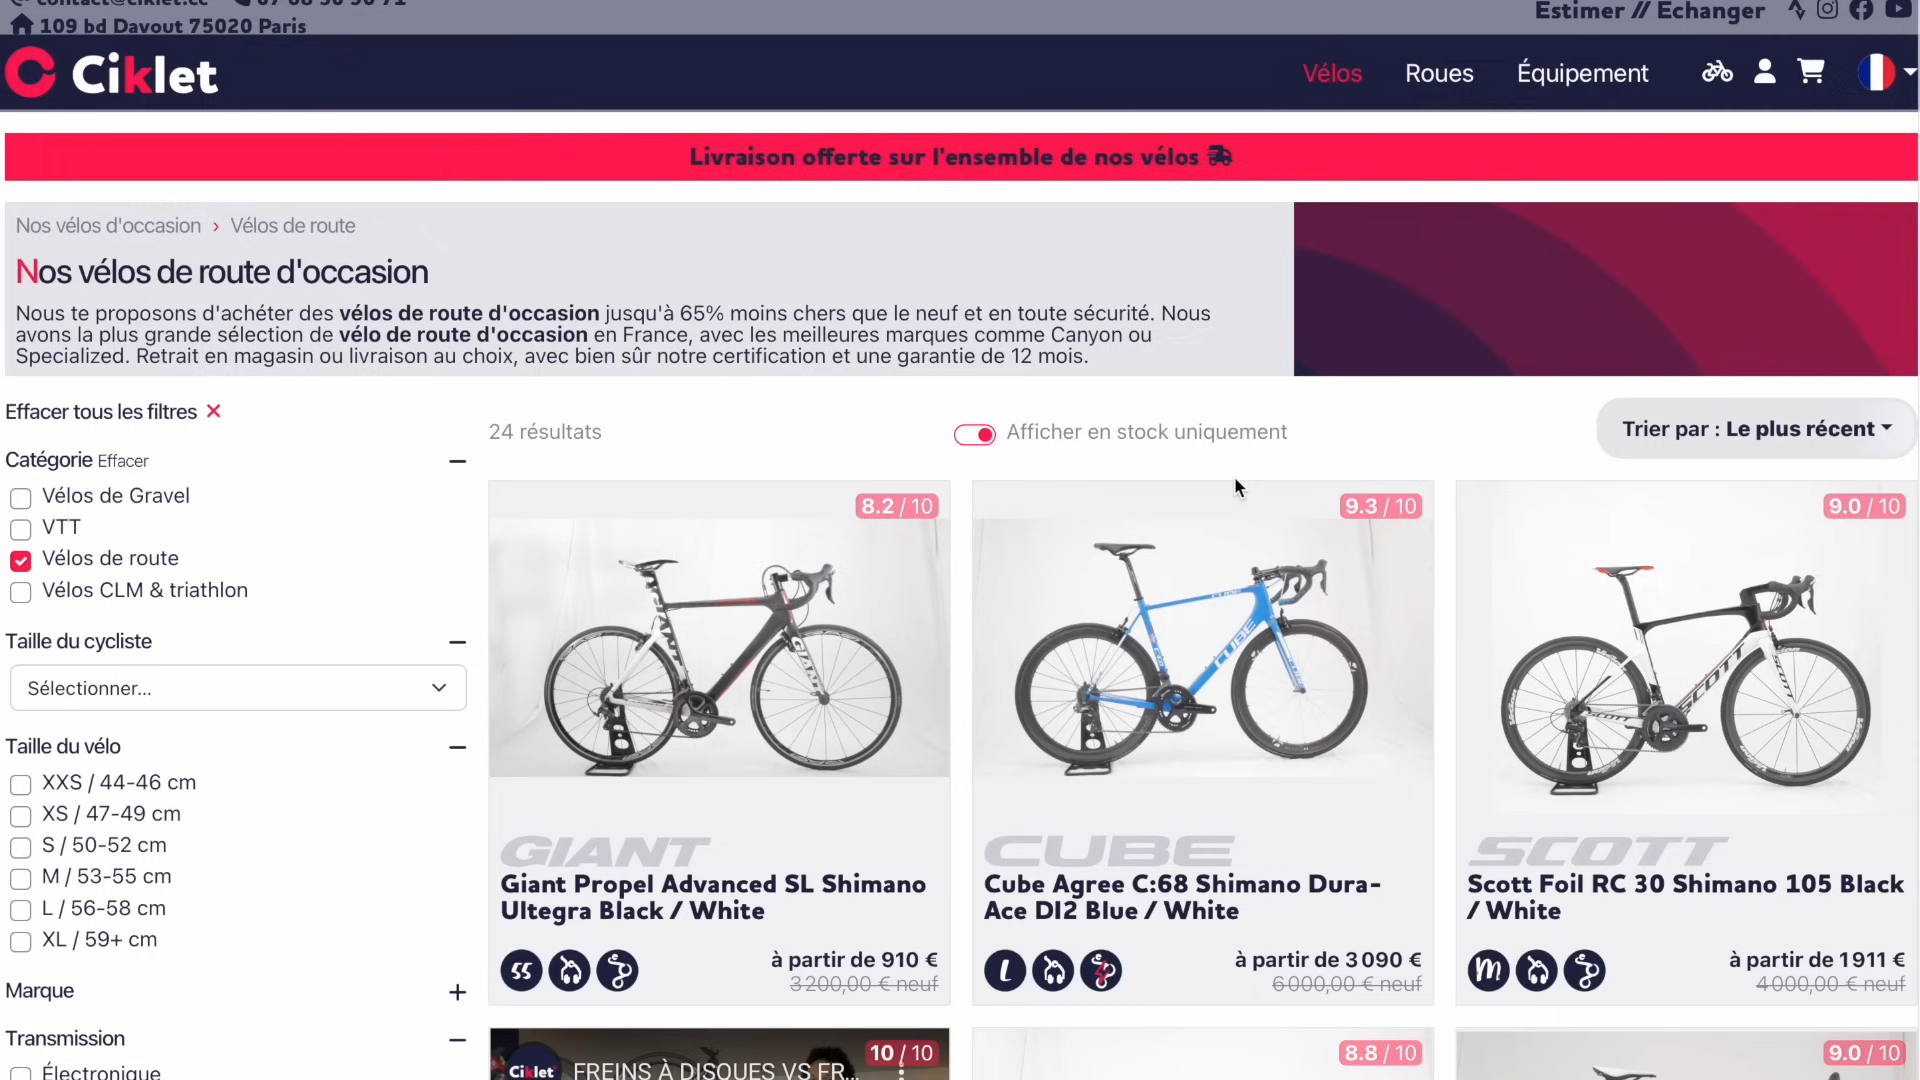 contact@ciklet.cc
109 bd Davout 75020 Paris
Estimer // Echanger
Ciklet
Vélos
Roues
Équipement
Livraison offerte sur l'ensemble de nos vélos
Nos vélos d'occasion › Vélos de route
Nos vélos de route d'occasion
Nous te proposons d'achéter des vélos de route d'occasion jusqu'à 65% moins chers que le neuf et en toute sécurité. Nous
avons la plus grande sélection de vélo de route d'occasion en France, avec les meilleures marques comme Canyon ou
Specialized. Retrait en magasin ou livraison au choix, avec bien sûr notre certification et une garantie de 12 mois.
Effacer tous les filtres ✕
24 résultats
Afficher en stock uniquement
Trier par : Le plus récent
Catégorie Effacer
Vélos de Gravel
VTT
Vélos de route
Vélos CLM & triathlon
Taille du cycliste
Sélectionner...
Taille du vélo
XXS / 44-46 cm
XS / 47-49 cm
S / 50-52 cm
M / 53-55 cm
L / 56-58 cm
XL / 59+ cm
Marque
Transmission
Électronique
8.2 / 10
GIANT
GIANT
GIANT
Giant Propel Advanced SL Shimano
Ultegra Black / White
55
à partir de 910 €
3 200,00 € neuf
9.3 / 10
CUBE
CUBE
CUBE
Cube Agree C:68 Shimano Dura-
Ace DI2 Blue / White
L
à partir de 3 090 €
6 000,00 € neuf
9.0 / 10
SCOTT
SCOTT
SCOTT
Scott Foil RC 30 Shimano 105 Black
/ White
m
à partir de 1 911 €
4 000,00 € neuf
Ciklet
FREINS À DISQUES VS FR...
10 / 10
8.8 / 10
9.0 / 10